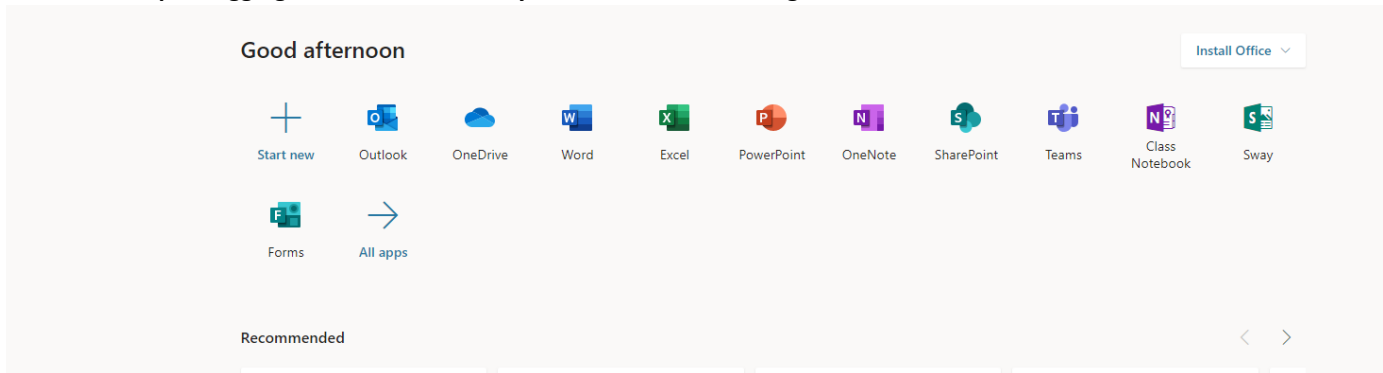 Good afternoon
Install Office
Start new
Outlook
OneDrive
Word
Excel
PowerPoint
OneNote
SharePoint
Teams
Class
Notebook
Sway
Forms
All apps
Recommended